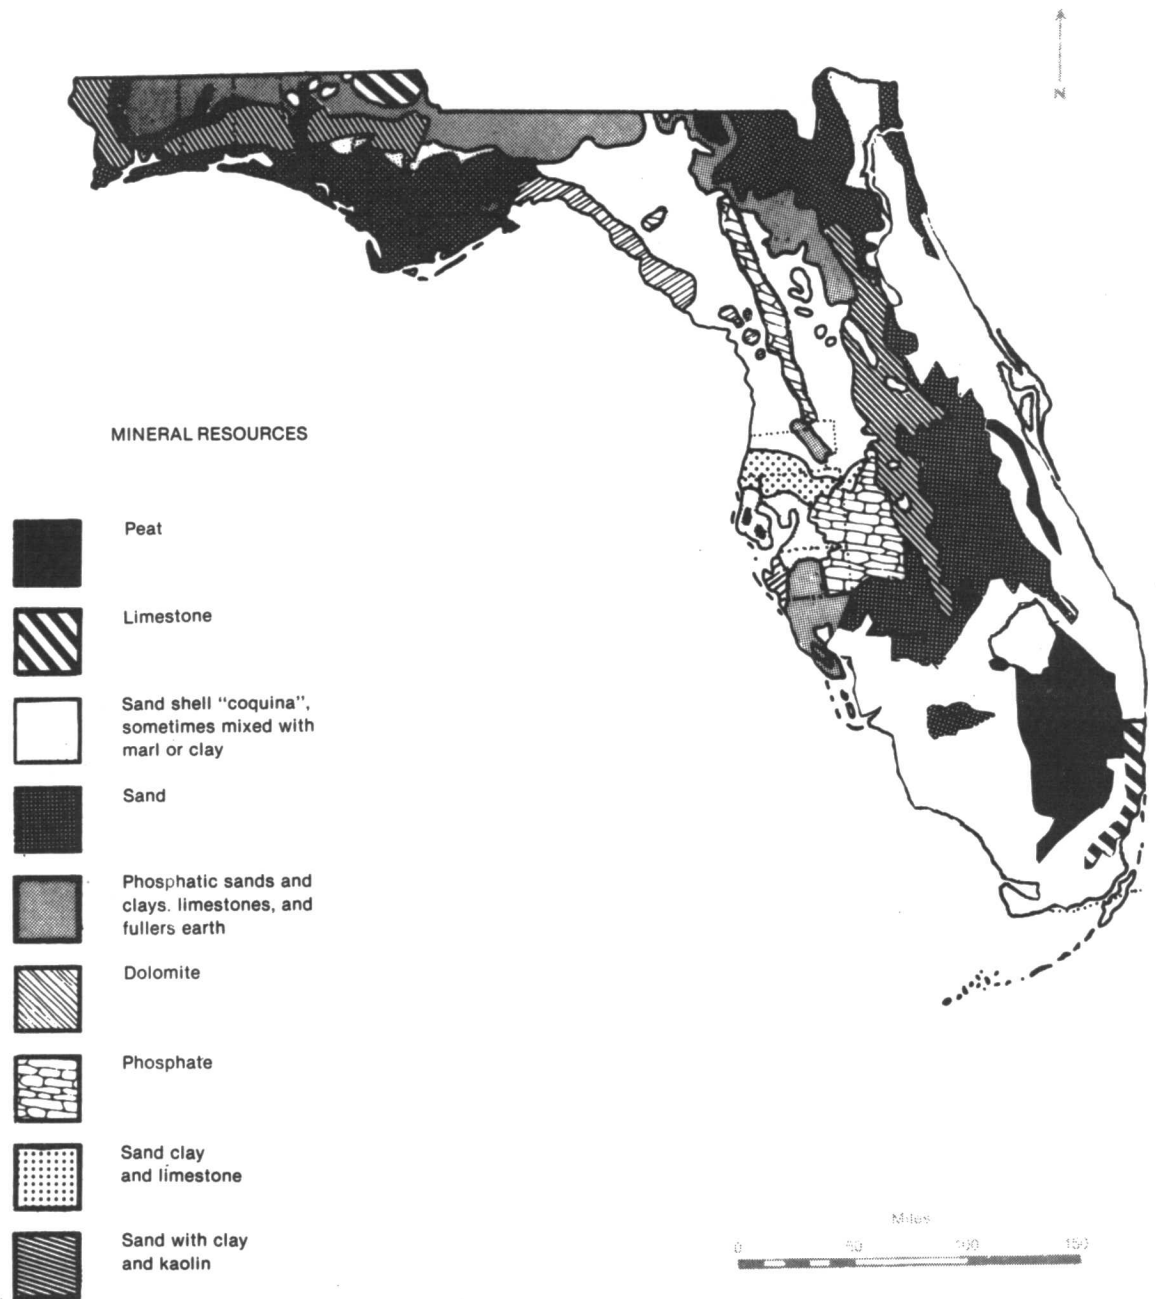 N
MINERAL RESOURCES
Peat
Limestone
Sand shell “coquina”,
sometimes mixed with
marl or clay
Sand
Phosphatic sands and
clays. limestones, and
fullers earth
Dolomite
Phosphate
Sand clay
and limestone
Sand with clay
and kaolin
Miles
0 50 100 150